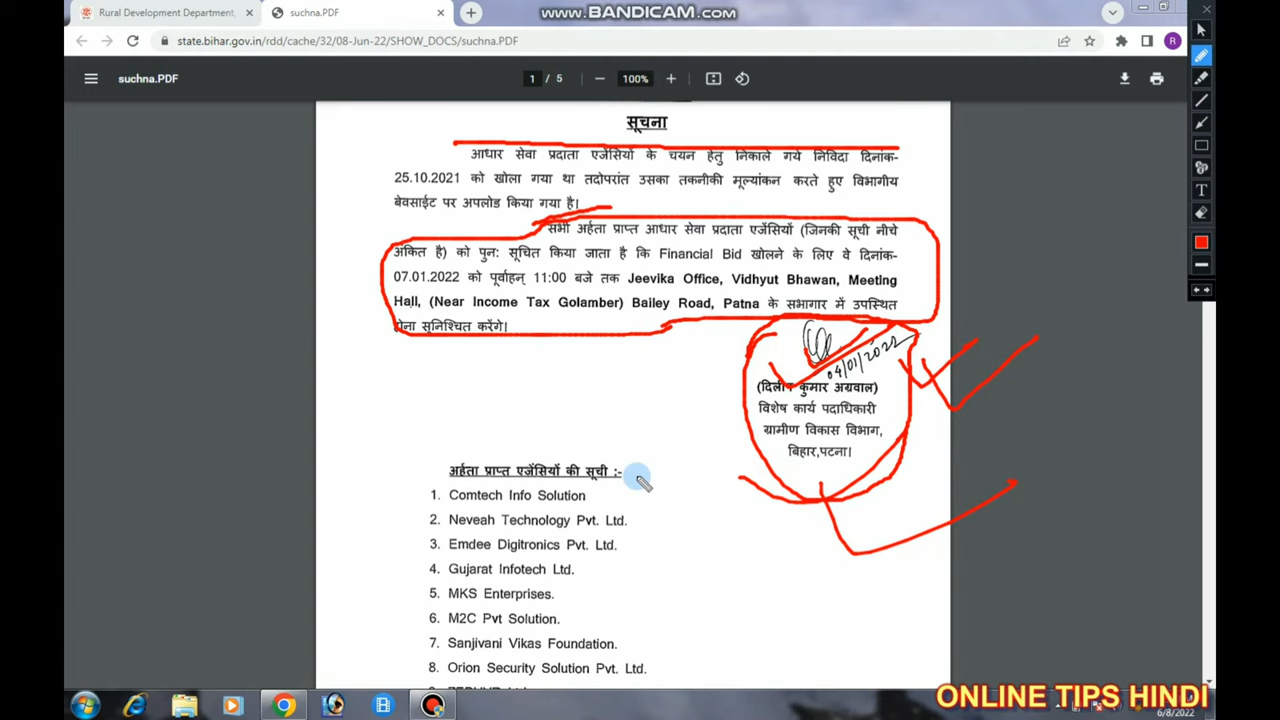 www.BANDICAM.com
Rural Development Department,
suchna.PDF
state.bihar.gov.in/rdd/cache/32/08-Jun-22/SHOW_DOCS/suchna.PDF
R
suchna.PDF
1 / 5
100%
सूचना
आधार सेवा प्रदाता एजेंसियों के चयन हेतु निकाले गये निविदा दिनांक-
25.10.2021 को खोला गया था तदोपरांत उसका तकनीकी मूल्यांकन करते हुए विभागीय
बेवसाईट पर अपलोड किया गया है।
सभी अर्हता प्राप्त आधार सेवा प्रदाता एजेंसियों (जिनकी सूची नीचे
अंकित है) को पुन: सूचित किया जाता है कि Financial Bid खोलने के लिए वे दिनांक-
07.01.2022 को पूर्वाहन् 11:00 बजे तक Jeevika Office, Vidhyut Bhawan, Meeting
Hall, (Near Income Tax Golamber) Bailey Road, Patna के सभागार में उपस्थित
होना सुनिश्चित करेंगे।
04/01/2022
(दिलीप कुमार अग्रवाल)
विशेष कार्य पदाधिकारी
ग्रामीण विकास विभाग,
बिहार,पटना।
अर्हता प्राप्त एजेंसियों की सूची :-
1. Comtech Info Solution
2. Neveah Technology Pvt. Ltd.
3. Emdee Digitronics Pvt. Ltd.
4. Gujarat Infotech Ltd.
5. MKS Enterprises.
6. M2C Pvt Solution.
7. Sanjivani Vikas Foundation.
8. Orion Security Solution Pvt. Ltd.
ONLINE TIPS HINDI
6/8/2022